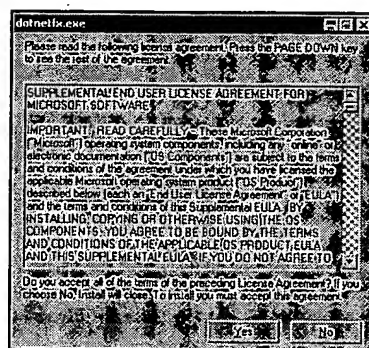 dotnetfx.exe
Please read the following license agreement. Press the PAGE DOWN key
to see the rest of the agreement.
SUPPLEMENTAL END USER LICENSE AGREEMENT FOR
MICROSOFT SOFTWARE
IMPORTANT: READ CAREFULLY - These Microsoft Corporation
("Microsoft") operating system components, including any "online" or
electronic documentation ("OS Components") are subject to the terms
and conditions of the agreement under which you have licensed the
applicable Microsoft operating system product ("OS Product")
described below (each an "End User License Agreement" or "EULA")
and the terms and conditions of this Supplemental EULA. BY
INSTALLING, COPYING OR OTHERWISE USING THE OS
COMPONENTS, YOU AGREE TO BE BOUND BY THE TERMS
AND CONDITIONS OF THE APPLICABLE OS PRODUCT EULA
AND THIS SUPPLEMENTAL EULA. IF YOU DO NOT AGREE TO
Do you accept all of the terms of the preceding License Agreement? If you
choose No, Install will close. To install you must accept this agreement.
Yes No